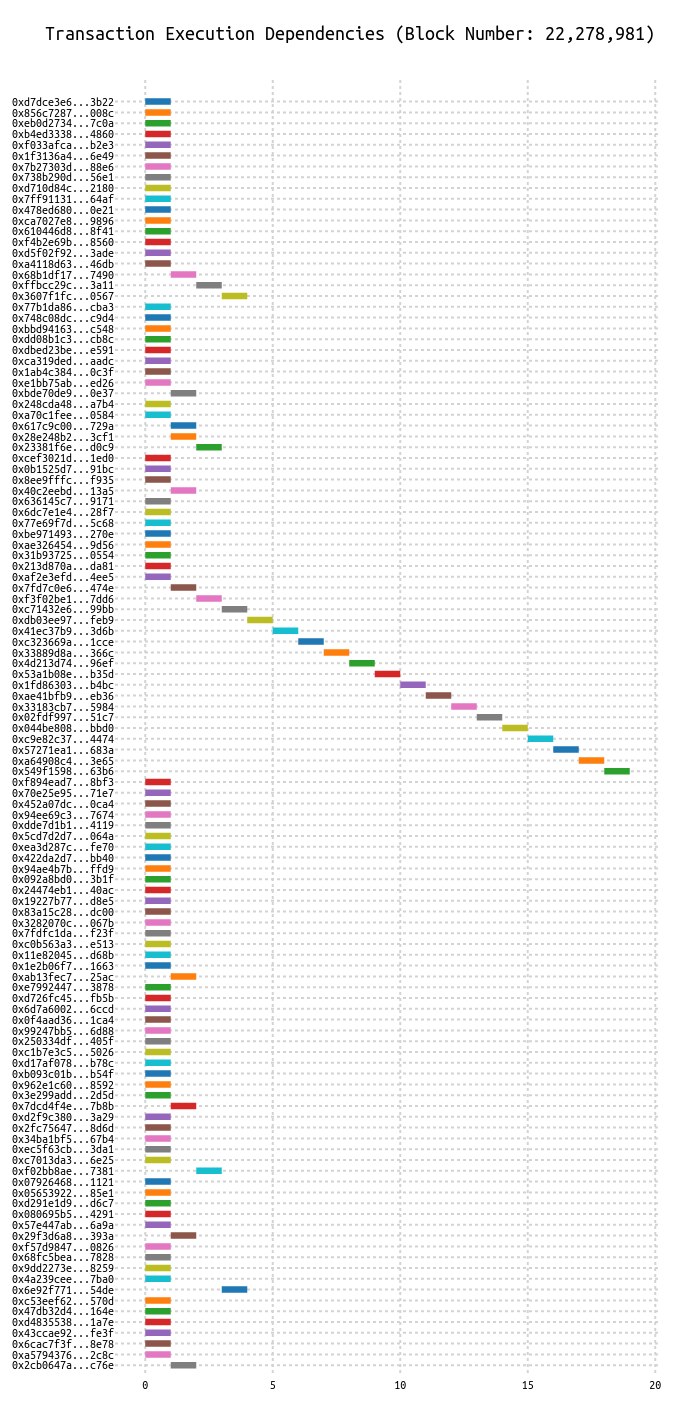 Transaction Execution Dependencies (Block Number: 22,278,981)
0xd7dce3e6...3b22
0x856c7287...008c
0xeb0d2734...7c0a
0xb4ed3338...4860
0xf033afca...b2e3
0x1f3136a4...6e49
0x7b27303d...88e6
0x738b290d...56e1
0xd710d84c...2180
0x7ff91131...64af
0x478ed680...0e21
0xca7027e8...9896
0x610446d8...8f41
0xf4b2e69b...8560
0xd5f02f92...3ade
0xa4118d63...46db
0x68b1df17...7490
0xffbcc29c...3a11
0x3607f1fc...0567
0x77b1da86...cba3
0x748c08dc...c9d4
0xbbd94163...c548
0xdd08b1c3...cb8c
0xdbed23be...e591
0xca319ded...aadc
0x1ab4c384...0c3f
0xe1bb75ab...ed26
0xbde70de9...0e37
0x248cda48...a7b4
0xa70c1fee...0584
0x617c9c00...729a
0x28e248b2...3cf1
0x23381f6e...d0c9
0xcef3021d...1ed0
0x0b1525d7...91bc
0x8ee9fffc...f935
0x40c2eebd...13a5
0x636145c7...9171
0x6dc7e1e4...28f7
0x77e69f7d...5c68
0xbe971493...270e
0xae326454...9d56
0x31b93725...0554
0x213d870a...da81
0xaf2e3efd...4ee5
0x7fd7c0e6...474e
0xf3f02be1...7dd6
0xc71432e6...99bb
0xdb03ee97...feb9
0x41ec37b9...3d6b
0xc323669a...1cce
0x33889d8a...366c
0x4d213d74...96ef
0x53a1b08e...b35d
0x1fd86303...b4bc
0xae41bfb9...eb36
0x33183cb7...5984
0x02fdf997...51c7
0x044be808...bbd0
0xc9e82c37...4474
0x57271ea1...683a
0xa64908c4...3e65
0x549f1598...63b6
0xf894ead7...8bf3
0x70e25e95...71e7
0x452a07dc...0ca4
0x94ee69c3...7674
0xdde7d1b1...4119
0x5cd7d2d7...064a
0xea3d287c...fe70
0x422da2d7...bb40
0x94ae4b7b...ffd9
0x092a8bd0...3b1f
0x24474eb1...40ac
0x19227b77...d8e5
0x83a15c28...dc00
0x3282070c...067b
0x7fdfc1da...f23f
0xc0b563a3...e513
0x11e82045...d68b
0x1e2b06f7...1663
0xab13fec7...25ac
0xe7992447...3878
0xd726fc45...fb5b
0x6d7a6002...6ccd
0x0f4aad36...1ca4
0x99247bb5...6d88
0x250334df...405f
0xc1b7e3c5...5026
0xd17af078...b78c
0xb093c01b...b54f
0x962e1c60...8592
0x3e299add...2d5d
0x7dcd4f4e...7b8b
0xd2f9c380...3a29
0x2fc75647...8d6d
0x34ba1bf5...67b4
0xec5f63cb...3da1
0xc7013da3...6e25
0xf02bb8ae...7381
0x07926468...1121
0x05653922...85e1
0xd291e1d9...d6c7
0x080695b5...4291
0x57e447ab...6a9a
0x29f3d6a8...393a
0xf57d9847...0826
0x68fc5bea...7828
0x9dd2273e...8259
0x4a239cee...7ba0
0x6e92f771...54de
0xc53eef62...570d
0x47db32d4...164e
0xd4835538...1a7e
0x43ccae92...fe3f
0x6cac7f3f...8e78
0xa5794376...2c8c
0x2cb0647a...c76e
0 5 10 15 20